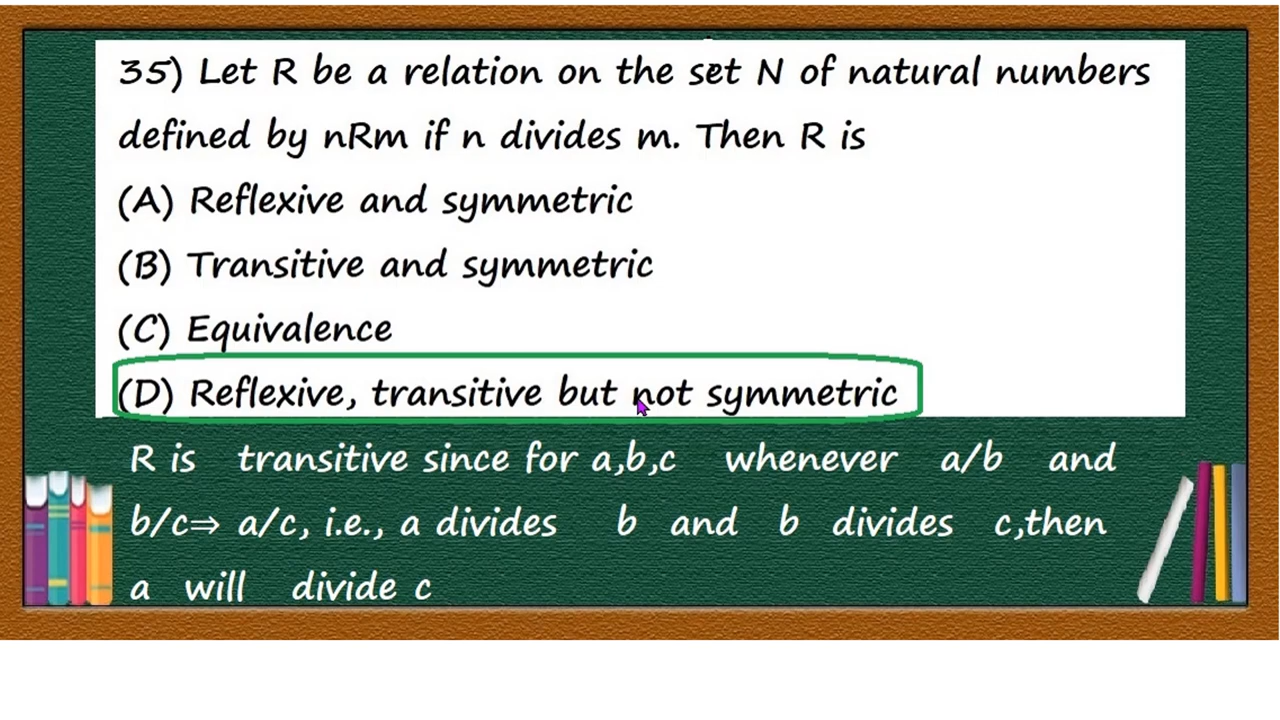 35) Let R be a relation on the set N of natural numbers
defined by nRm if n divides m. Then R is
(A) Reflexive and symmetric
(B) Transitive and symmetric
(C) Equivalence
(D) Reflexive, transitive but not symmetric
R is transitive since for a,b,c whenever a/b and
b/c⇒ a/c, i.e., a divides b and b divides c,then
a will divide c